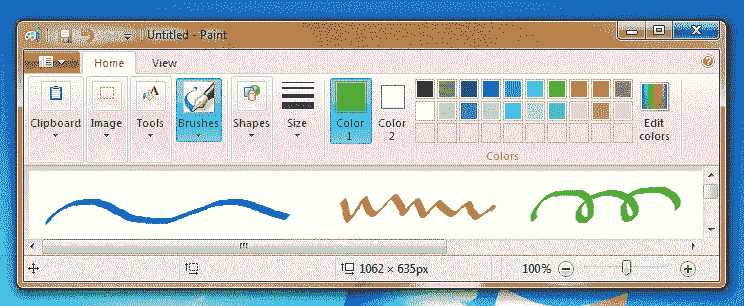 Untitled - Paint
Home View
Clipboard Image Tools Brushes Shapes Size Color 1 Color 2 Edit colors
Colors
1062 × 635px 100%